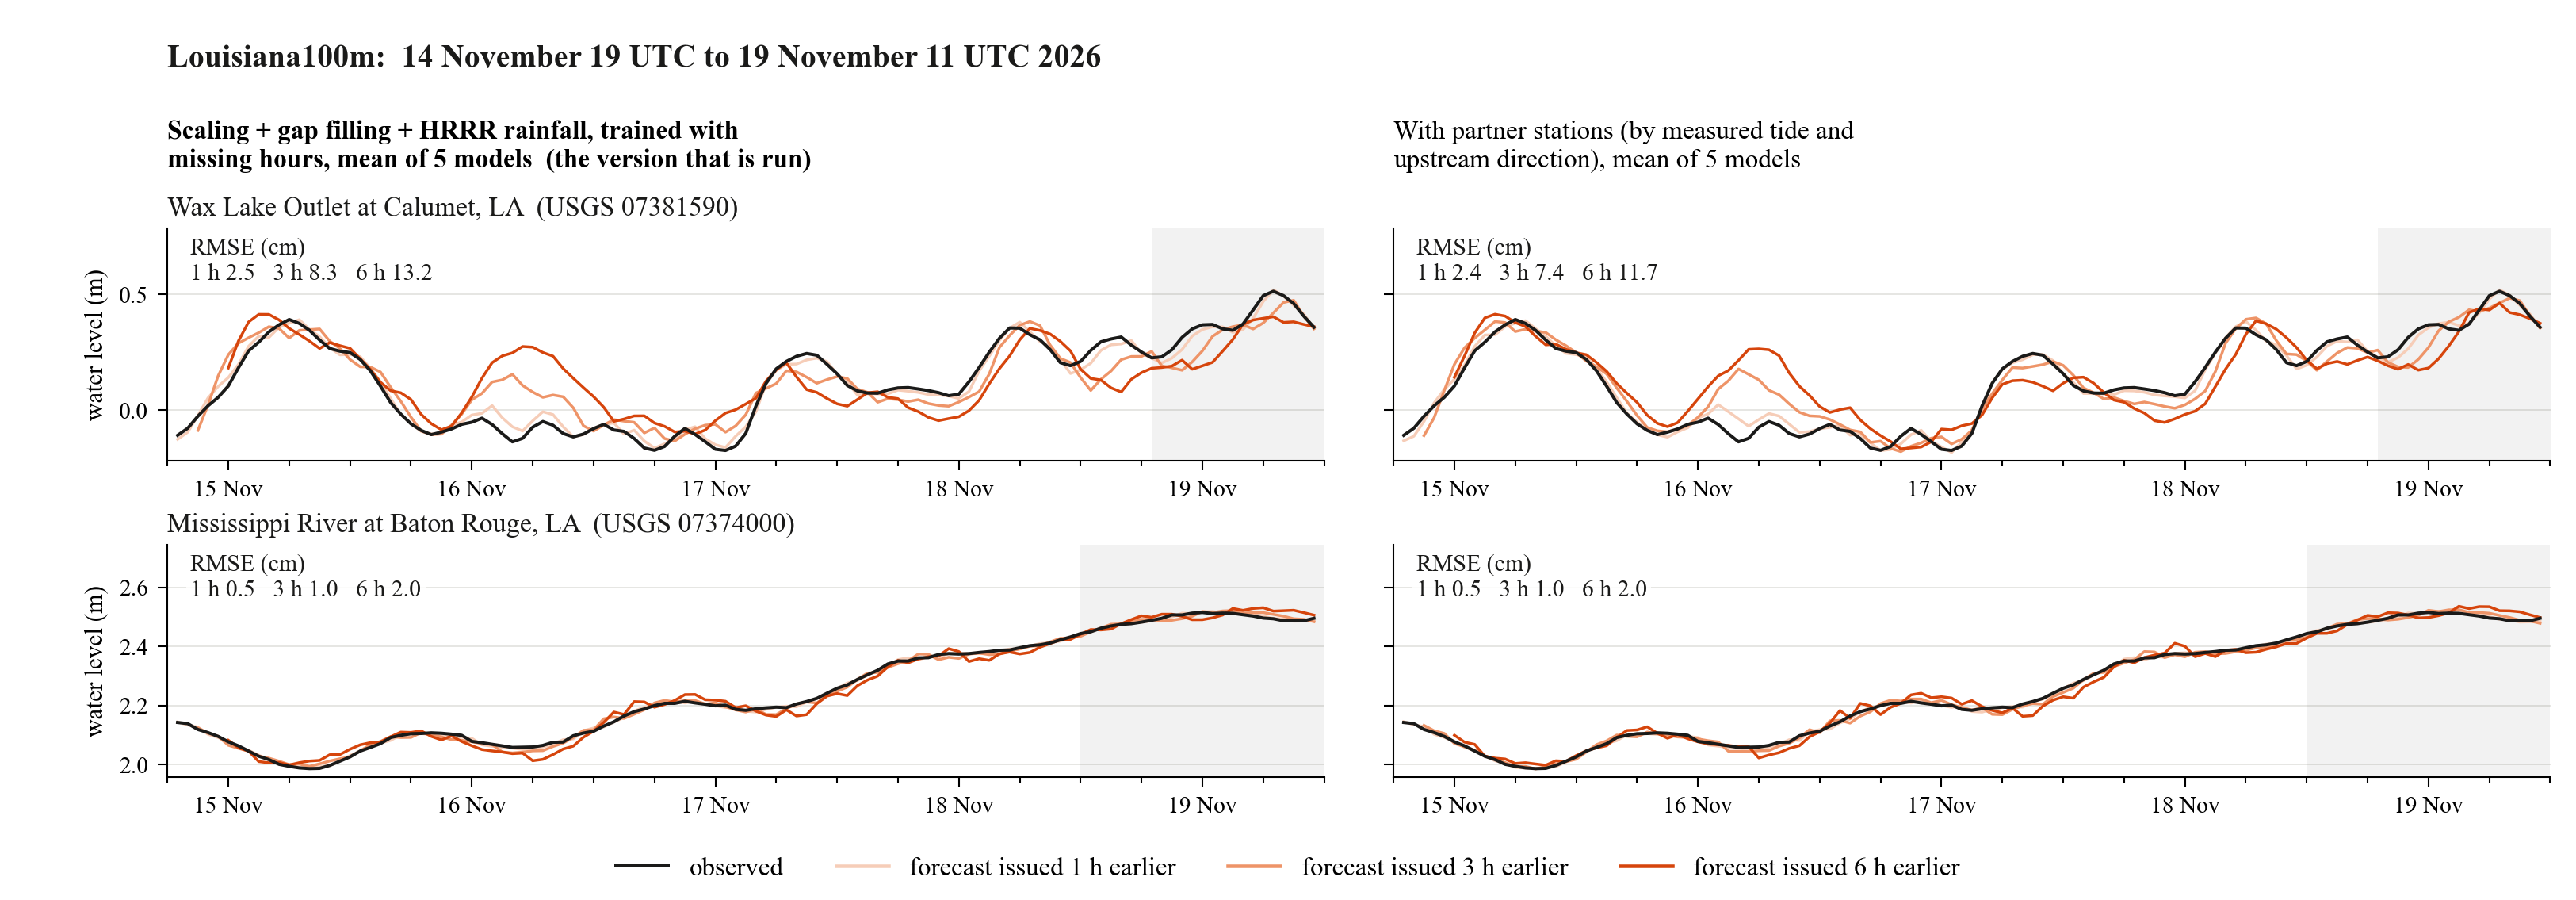 Louisiana100m:  14 November 19 UTC to 19 November 11 UTC 2026
Scaling + gap filling + HRRR rainfall, trained with
missing hours, mean of 5 models  (the version that is run)
With partner stations (by measured tide and
upstream direction), mean of 5 models
Wax Lake Outlet at Calumet, LA  (USGS 07381590)
water level (m)
0.5
0.0
RMSE (cm)
1 h 2.5   3 h 8.3   6 h 13.2
15 Nov   16 Nov   17 Nov   18 Nov   19 Nov
RMSE (cm)
1 h 2.4   3 h 7.4   6 h 11.7
15 Nov   16 Nov   17 Nov   18 Nov   19 Nov
Mississippi River at Baton Rouge, LA  (USGS 07374000)
water level (m)
2.6
2.4
2.2
2.0
RMSE (cm)
1 h 0.5   3 h 1.0   6 h 2.0
15 Nov   16 Nov   17 Nov   18 Nov   19 Nov
RMSE (cm)
1 h 0.5   3 h 1.0   6 h 2.0
15 Nov   16 Nov   17 Nov   18 Nov   19 Nov
observed   forecast issued 1 h earlier   forecast issued 3 h earlier   forecast issued 6 h earlier